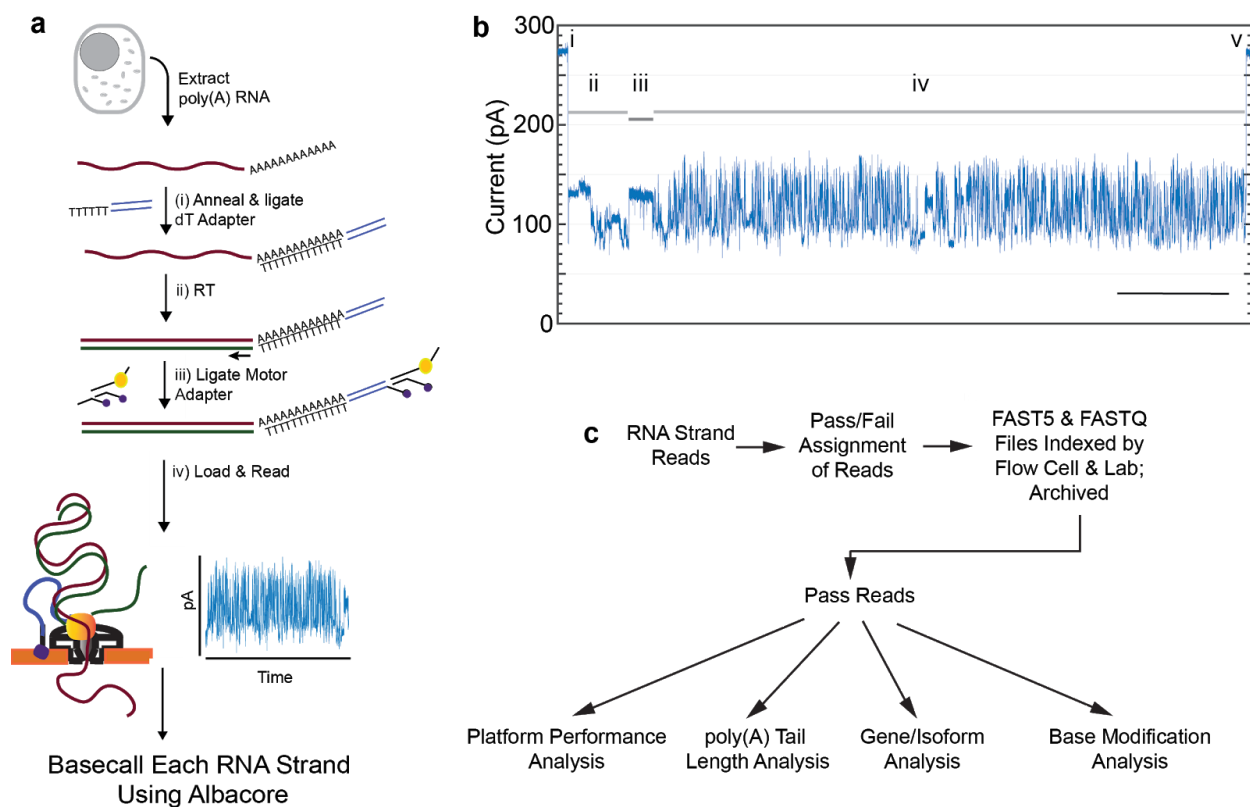 a
Extract
poly(A) RNA
AAAAAAAAAAA
(i) Anneal & ligate
dT Adapter
TTTTTT
AAAAAAAAAAA
TTTTTTTTTTT
ii) RT
AAAAAAAAAAA
TTTTTTTTTTT
iii) Ligate Motor
Adapter
AAAAAAAAAAA
TTTTTTTTTTT
iv) Load & Read
pA
Time
Basecall Each RNA Strand
Using Albacore
b
300
200
100
0
Current (pA)
i
ii
iii
iv
v
c
RNA Strand
Reads
Pass/Fail
Assignment
of Reads
FAST5 & FASTQ
Files Indexed by
Flow Cell & Lab;
Archived
Pass Reads
Platform Performance
Analysis
poly(A) Tail
Length Analysis
Gene/Isoform
Analysis
Base Modification
Analysis